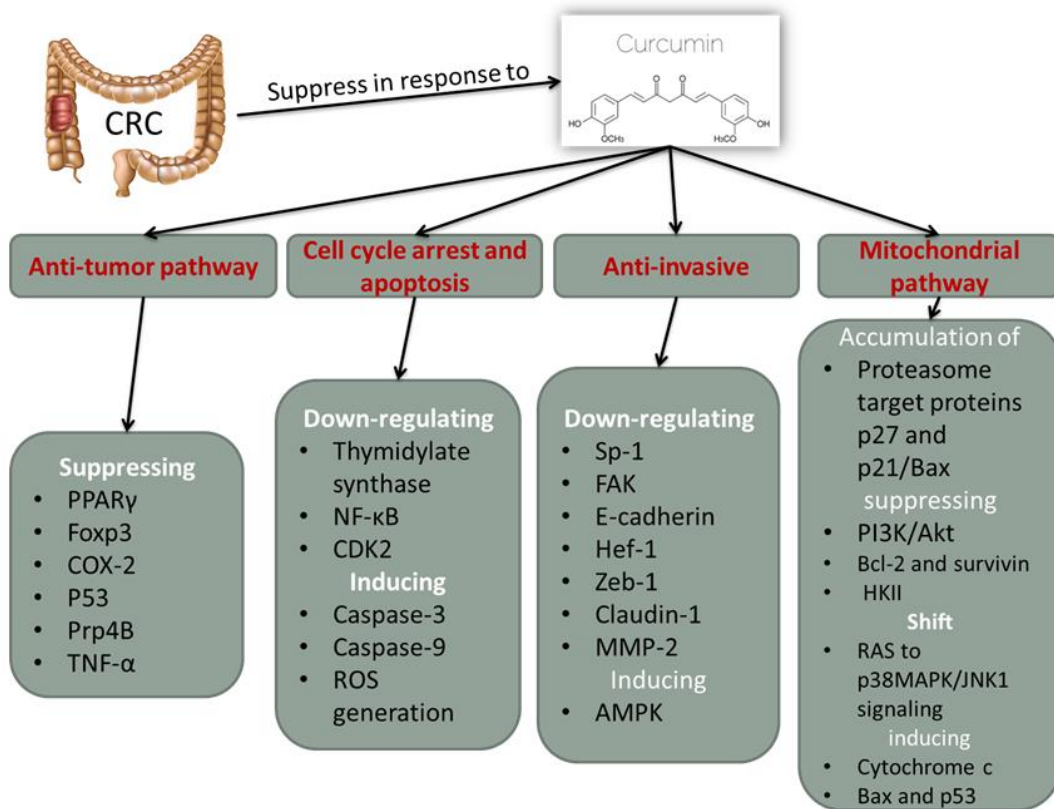 Curcumin
Suppress in response to
CRC
O
O
HO
OCH₃
H₃CO
OH
Anti-tumor pathway
Cell cycle arrest and
apoptosis
Anti-invasive
Mitochondrial
pathway
Suppressing
• PPARγ
• Foxp3
• COX-2
• P53
• Prp4B
• TNF-α
Down-regulating
• Thymidylate
synthase
• NF-κB
• CDK2
Inducing
• Caspase-3
• Caspase-9
• ROS
generation
Down-regulating
• Sp-1
• FAK
• E-cadherin
• Hef-1
• Zeb-1
• Claudin-1
• MMP-2
Inducing
• AMPK
Accumulation of
• Proteasome
target proteins
p27 and
p21/Bax
suppressing
• PI3K/Akt
• Bcl-2 and survivin
• HKII
Shift
• RAS to
p38MAPK/JNK1
signaling
inducing
• Cytochrome c
• Bax and p53